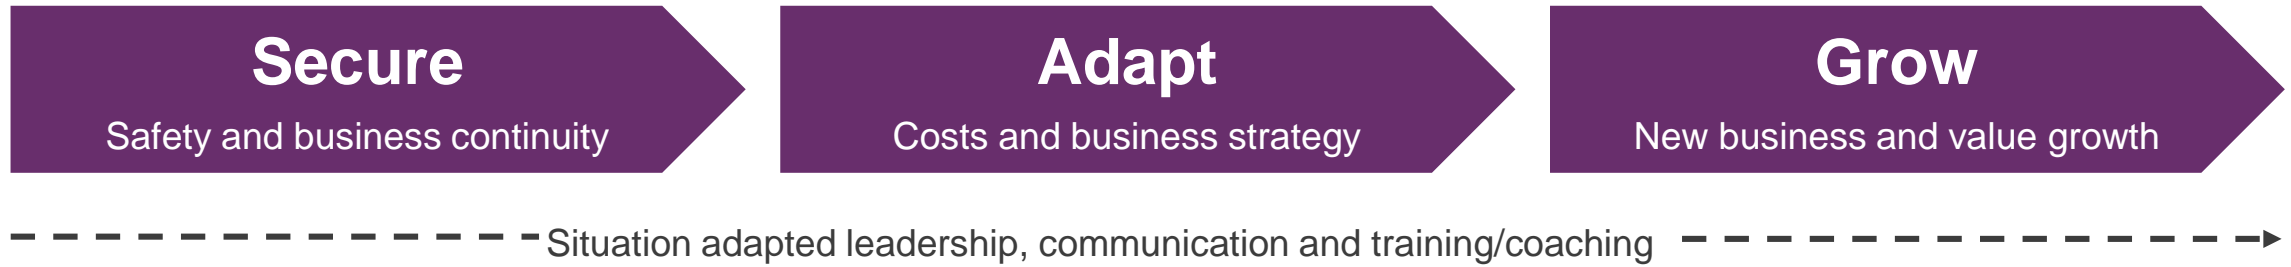 Secure
Safety and business continuity
Adapt
Costs and business strategy
Grow
New business and value growth
Situation adapted leadership, communication and training/coaching